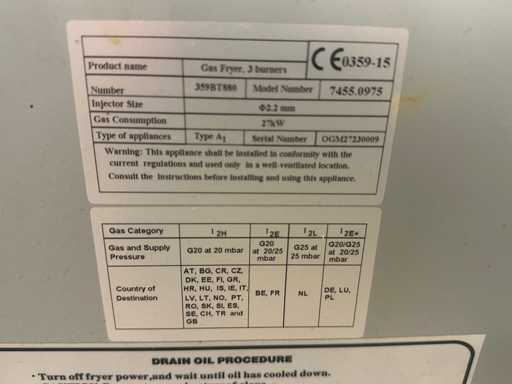 CE 0359-15
Product name Gas Fryer, 3 burners
Number 359BT880 Model Number 7455.0975
Injector Size Φ2.2 mm
Gas Consumption 27kW
Type of appliances Type A1 Serial Number OGM27230009
Warning: This appliance shall be installed in conformity with the
current regulations and used only in a well-ventilated location.
Consult the instructions before installing and using this appliance.
Gas Category I2H I2E I2L I2E+
Gas and Supply Pressure G20 at 20 mbar G20 at 20/25 mbar G25 at 25 mbar G20/G25 at 20/25 mbar
Country of Destination AT, BG, CR, CZ, DK, EE, FI, GR, HR, HU, IS, IE, IT, LV, LT, NO, PT, RO, SK, SI, ES, SE, CH, TR and GB BE, FR NL DE, LU, PL
DRAIN OIL PROCEDURE
· Turn off fryer power,and wait until oil has cooled down.